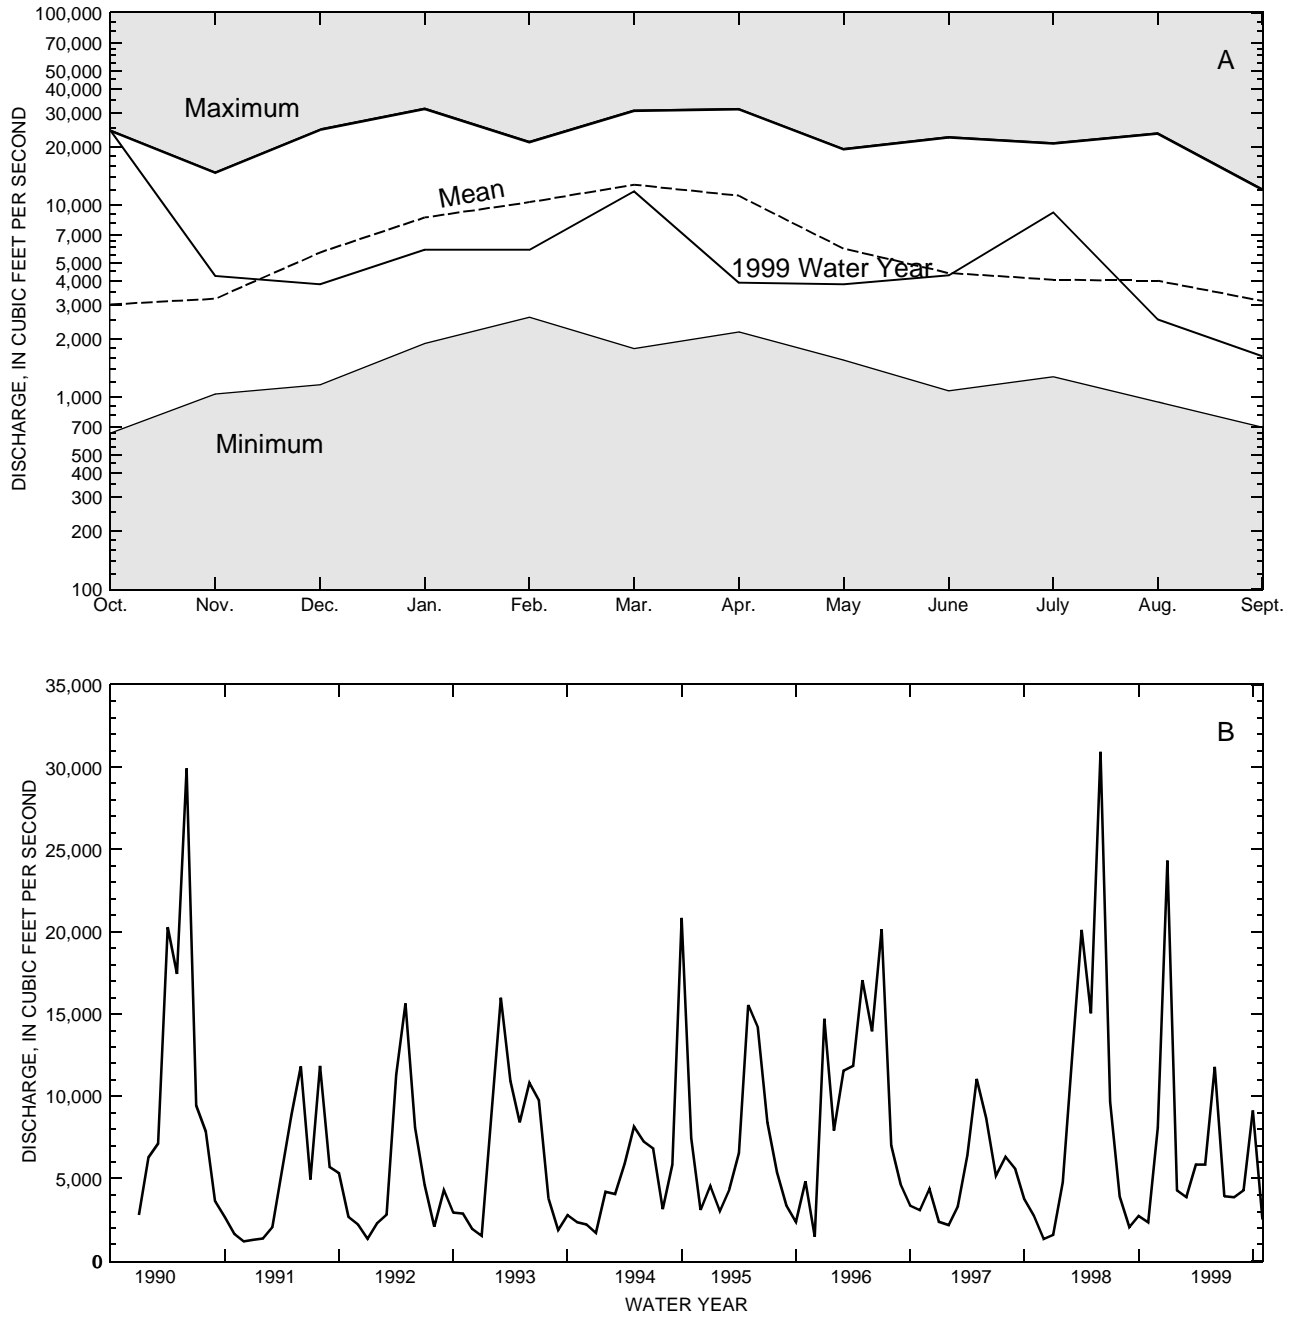 100,000
70,000
50,000
40,000
30,000
20,000
10,000
7,000
5,000
4,000
3,000
2,000
1,000
700
500
400
300
200
100
DISCHARGE, IN CUBIC FEET PER SECOND
A
Maximum
Mean
1999 Water Year
Minimum
Oct. Nov. Dec. Jan. Feb. Mar. Apr. May June July Aug. Sept.
35,000
30,000
25,000
20,000
15,000
10,000
5,000
0
DISCHARGE, IN CUBIC FEET PER SECOND
B
1990 1991 1992 1993 1994 1995 1996 1997 1998 1999
WATER YEAR